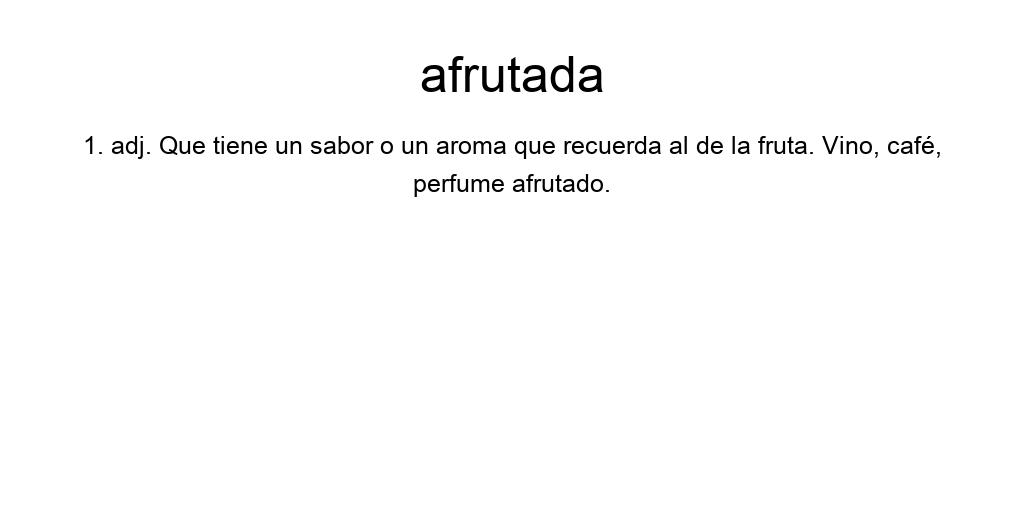 afrutada
1. adj. Que tiene un sabor o un aroma que recuerda al de la fruta. Vino, café,
perfume afrutado.